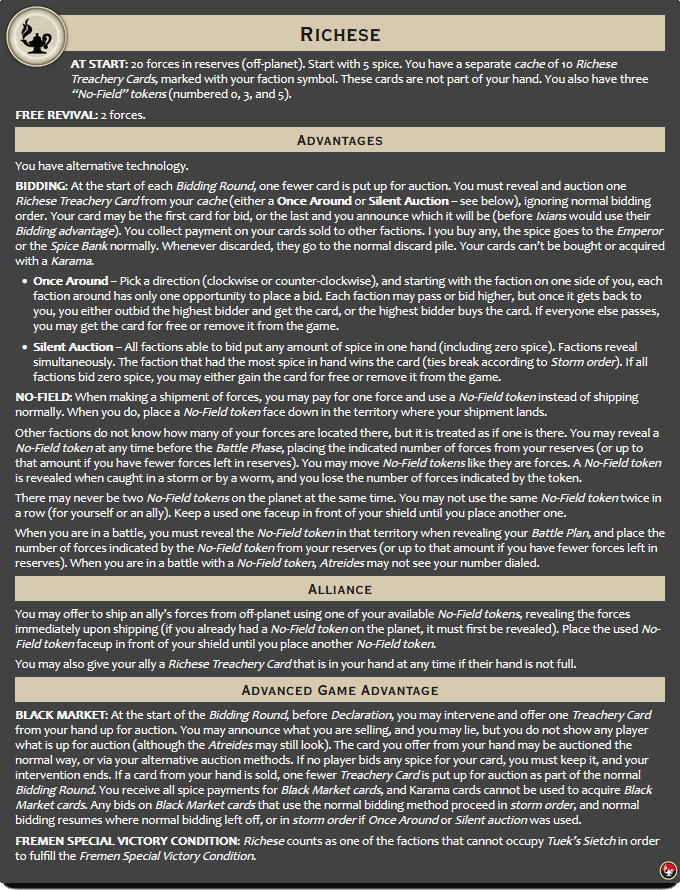 Richese
AT START: 20 forces in reserves (off-planet). Start with 5 spice. You have a separate cache of 10 Richese
Treachery Cards, marked with your faction symbol. These cards are not part of your hand. You also have three
“No-Field” tokens (numbered 0, 3, and 5).
FREE REVIVAL: 2 forces.
Advantages
You have alternative technology.
BIDDING: At the start of each Bidding Round, one fewer card is put up for auction. You must reveal and auction one
Richese Treachery Card from your cache (either a Once Around or Silent Auction – see below), ignoring normal bidding
order. Your card may be the first card for bid, or the last and you announce which it will be (before Ixians would use their
Bidding advantage). You collect payment on your cards sold to other factions. I you buy any, the spice goes to the Emperor
or the Spice Bank normally. Whenever discarded, they go to the normal discard pile. Your cards can’t be bought or acquired
with a Karama.
• Once Around – Pick a direction (clockwise or counter-clockwise), and starting with the faction on one side of you, each
faction around has only one opportunity to place a bid. Each faction may pass or bid higher, but once it gets back to
you, you either outbid the highest bidder and get the card, or the highest bidder buys the card. If everyone else passes,
you may get the card for free or remove it from the game.
• Silent Auction – All factions able to bid put any amount of spice in one hand (including zero spice). Factions reveal
simultaneously. The faction that had the most spice in hand wins the card (ties break according to Storm order). If all
factions bid zero spice, you may either gain the card for free or remove it from the game.
NO-FIELD: When making a shipment of forces, you may pay for one force and use a No-Field token instead of shipping
normally. When you do, place a No-Field token face down in the territory where your shipment lands.
Other factions do not know how many of your forces are located there, but it is treated as if one is there. You may reveal a
No-Field token at any time before the Battle Phase, placing the indicated number of forces from your reserves (or up to
that amount if you have fewer forces left in reserves). You may move No-Field tokens like they are forces. A No-Field token
is revealed when caught in a storm or by a worm, and you lose the number of forces indicated by the token.
There may never be two No-Field tokens on the planet at the same time. You may not use the same No-Field token twice in
a row (for yourself or an ally). Keep a used one faceup in front of your shield until you place another one.
When you are in a battle, you must reveal the No-Field token in that territory when revealing your Battle Plan, and place the
number of forces indicated by the No-Field token from your reserves (or up to that amount if you have fewer forces left in
reserves). When you are in a battle with a No-Field token, Atreides may not see your number dialed.
Alliance
You may offer to ship an ally’s forces from off-planet using one of your available No-Field tokens, revealing the forces
immediately upon shipping (if you already had a No-Field token on the planet, it must first be revealed). Place the used No-
Field token faceup in front of your shield until you place another No-Field token.
You may also give your ally a Richese Treachery Card that is in your hand at any time if their hand is not full.
Advanced Game Advantage
BLACK MARKET: At the start of the Bidding Round, before Declaration, you may intervene and offer one Treachery Card
from your hand up for auction. You may announce what you are selling, and you may lie, but you do not show any player
what is up for auction (although the Atreides may still look). The card you offer from your hand may be auctioned the
normal way, or via your alternative auction methods. If no player bids any spice for your card, you must keep it, and your
intervention ends. If a card from your hand is sold, one fewer Treachery Card is put up for auction as part of the normal
Bidding Round. You receive all spice payments for Black Market cards, and Karama cards cannot be used to acquire Black
Market cards. Any bids on Black Market cards that use the normal bidding method proceed in storm order, and normal
bidding resumes where normal bidding left off, or in storm order if Once Around or Silent auction was used.
FREMEN SPECIAL VICTORY CONDITION: Richese counts as one of the factions that cannot occupy Tuek’s Sietch in order
to fulfill the Fremen Special Victory Condition.